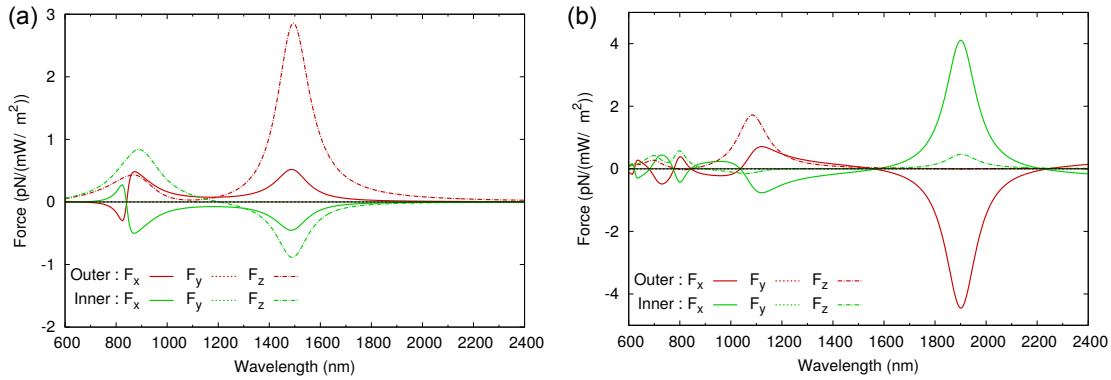 (a)
Force (pN/(mW/ m²))
3
2
1
0
-1
-2
Outer : Fx Fy Fz
Inner : Fx Fy Fz
600 800 1000 1200 1400 1600 1800 2000 2200 2400
Wavelength (nm)
(b)
Force (pN/(mW/ m²))
4
2
0
-2
-4
Outer : Fx Fy Fz
Inner : Fx Fy Fz
600 800 1000 1200 1400 1600 1800 2000 2200 2400
Wavelength (nm)